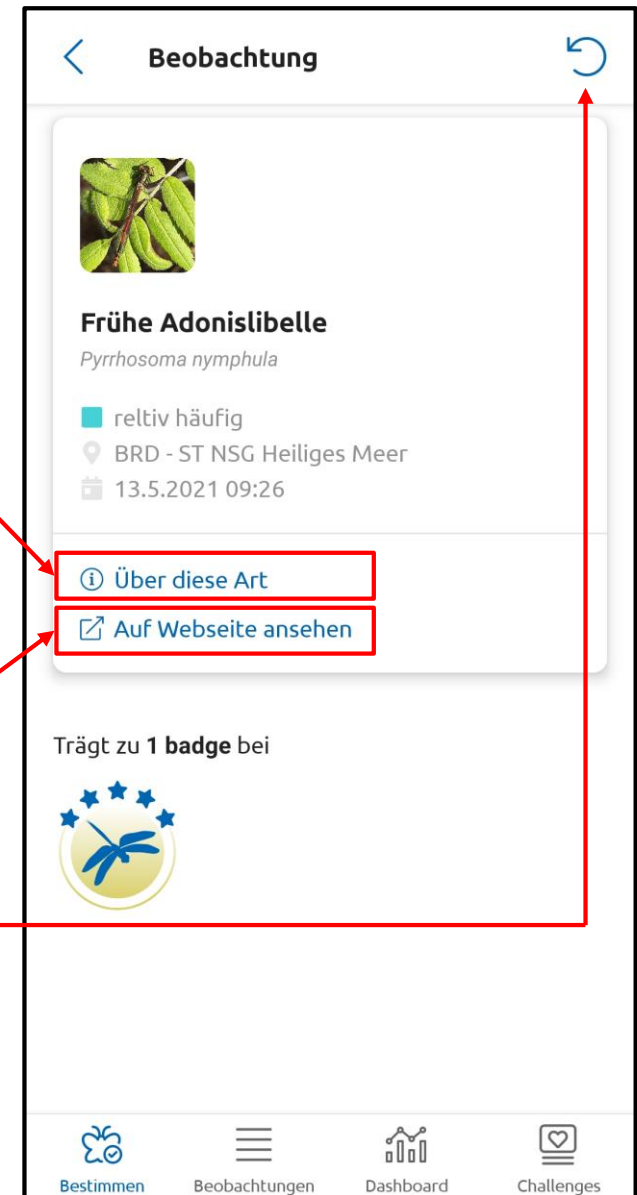 Beobachtung
Frühe Adonislibelle
Pyrrhosoma nymphula
reltiv häufig
BRD - ST NSG Heiliges Meer
13.5.2021 09:26
Über diese Art
Auf Webseite ansehen
Trägt zu 1 badge bei
Bestimmen Beobachtungen Dashboard Challenges